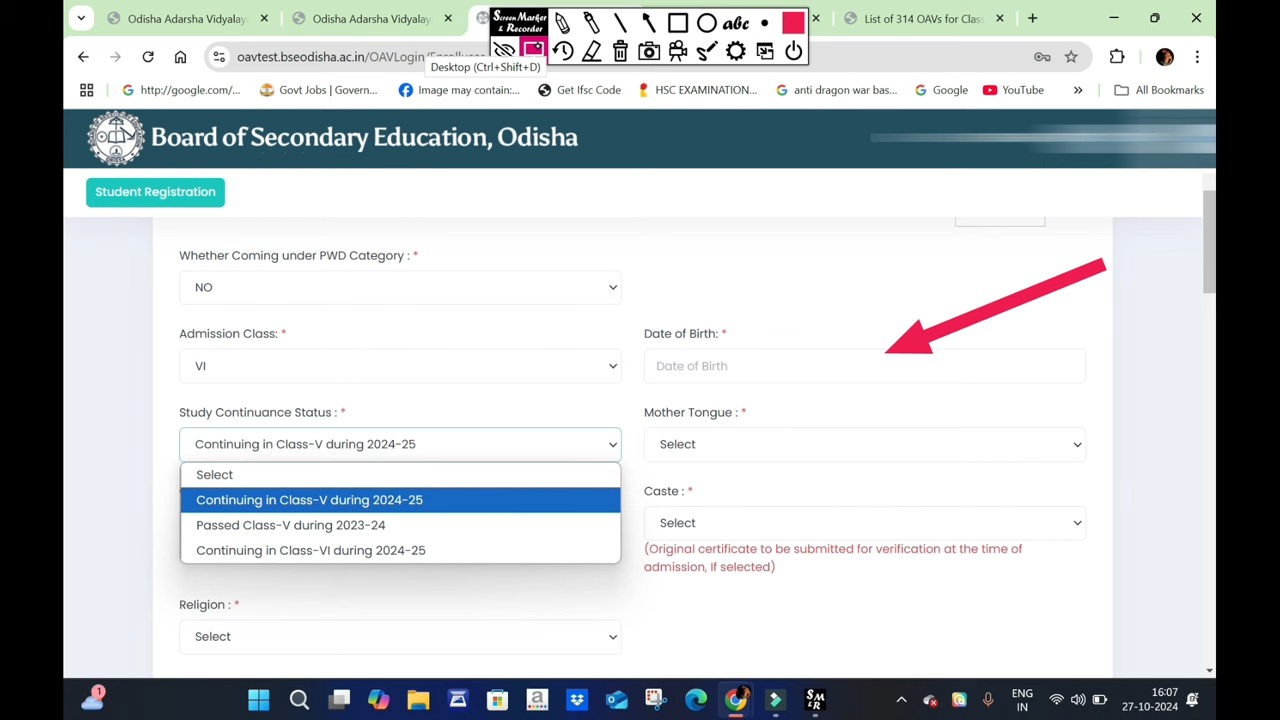 Odisha Adarsha Vidyalay
Odisha Adarsha Vidyalay
List of 314 OAVs for Clas
Screen Marker
& Recorder
abc
oavtest.bseodisha.ac.in/OAVLogin/
Desktop (Ctrl+Shift+D)
http://google.com/...
Govt Jobs | Govern...
Image may contain:...
Get Ifsc Code
HSC EXAMINATION...
anti dragon war bas...
Google
YouTube
All Bookmarks
Board of Secondary Education, Odisha
Student Registration
Whether Coming under PWD Category : *
NO
Admission Class: *
Date of Birth: *
VI
Date of Birth
Study Continuance Status : *
Mother Tongue : *
Continuing in Class-V during 2024-25
Select
Select
Continuing in Class-V during 2024-25
Caste : *
Passed Class-V during 2023-24
Select
Continuing in Class-VI during 2024-25
(Original certificate to be submitted for verification at the time of
admission, If selected)
Religion : *
Select
1
a
S M
& R
ENG
IN
16:07
27-10-2024